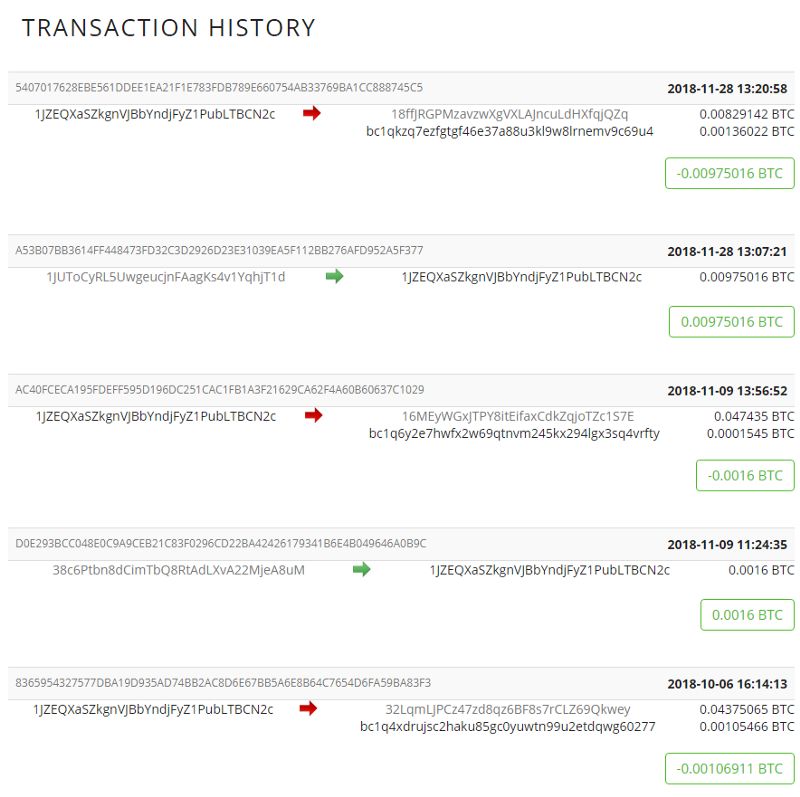 TRANSACTION HISTORY
5407017628EBE561DDEE1EA21F1E783FDB789E660754AB33769BA1CC888745C5 2018-11-28 13:20:58
1JZEQXaSZkgnVJBbYndjFyZ1PubLTBCN2c 18ffJRGPMzavzwXgVXLAJncuLdHXfqjQZq 0.00829142 BTC
bc1qkzq7ezfgtgf46e37a88u3kl9w8lrnemv9c69u4 0.00136022 BTC
-0.00975016 BTC
A53B07BB3614FF448473FD32C3D2926D23E31039EA5F112BB276AFD952A5F377 2018-11-28 13:07:21
1JUToCyRL5UwgeucjnFAagKs4v1YqhjT1d 1JZEQXaSZkgnVJBbYndjFyZ1PubLTBCN2c 0.00975016 BTC
0.00975016 BTC
AC40FCECA195FDEFF595D196DC251CAC1FB1A3F21629CA62F4A60B60637C1029 2018-11-09 13:56:52
1JZEQXaSZkgnVJBbYndjFyZ1PubLTBCN2c 16MEyWGxJTPY8itEifaxCdkZqjoTZc1S7E 0.047435 BTC
bc1q6y2e7hwfx2w69qtnvm245kx294lgx3sq4vrfty 0.0001545 BTC
-0.0016 BTC
D0E293BCC048E0C9A9CEB21C83F0296CD22BA42426179341B6E4B049646A0B9C 2018-11-09 11:24:35
38c6Ptbn8dCimTbQ8RtAdLXvA22MjeA8uM 1JZEQXaSZkgnVJBbYndjFyZ1PubLTBCN2c 0.0016 BTC
0.0016 BTC
8365954327577DBA19D935AD74BB2AC8D6E67BB5A6E8B64C7654D6FA59BA83F3 2018-10-06 16:14:13
1JZEQXaSZkgnVJBbYndjFyZ1PubLTBCN2c 32LqmLJPCz47zd8qz6BF8s7rCLZ69Qkwey 0.04375065 BTC
bc1q4xdrujsc2haku85gc0yuwtn99u2etdqwg60277 0.00105466 BTC
-0.00106911 BTC